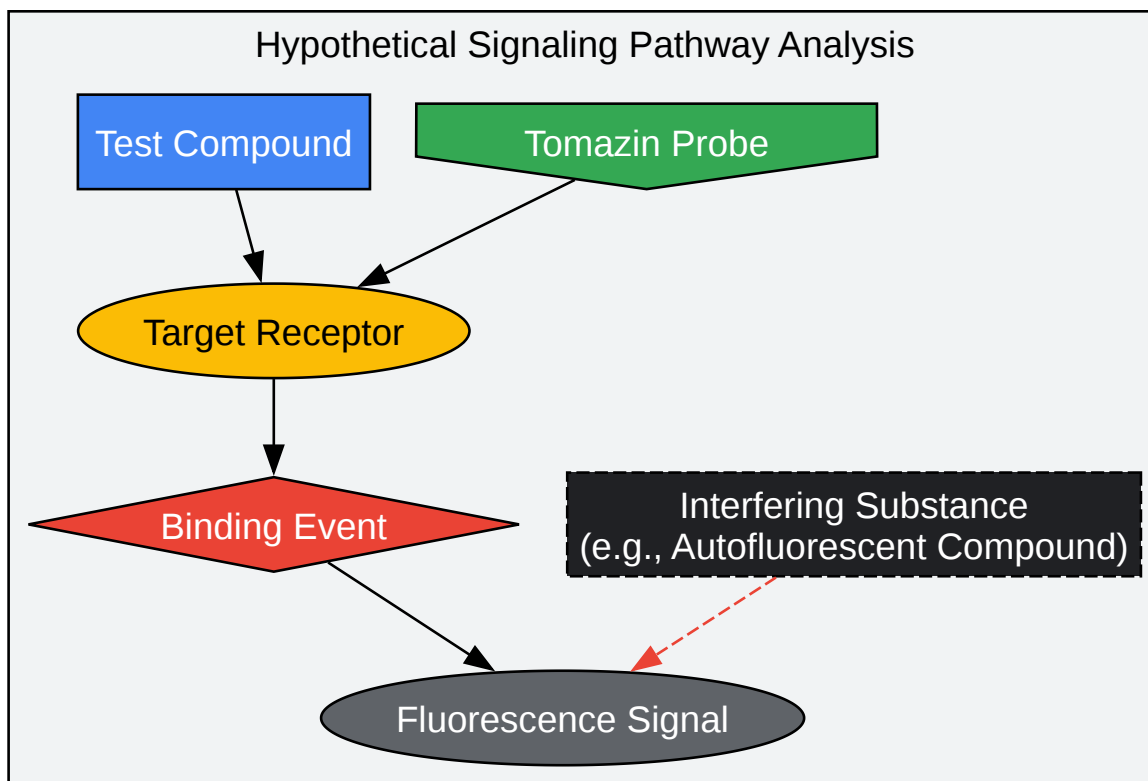 Hypothetical Signaling Pathway Analysis
Test Compound
Tomazin Probe
Target Receptor
Binding Event
Interfering Substance
(e.g., Autofluorescent Compound)
Fluorescence Signal